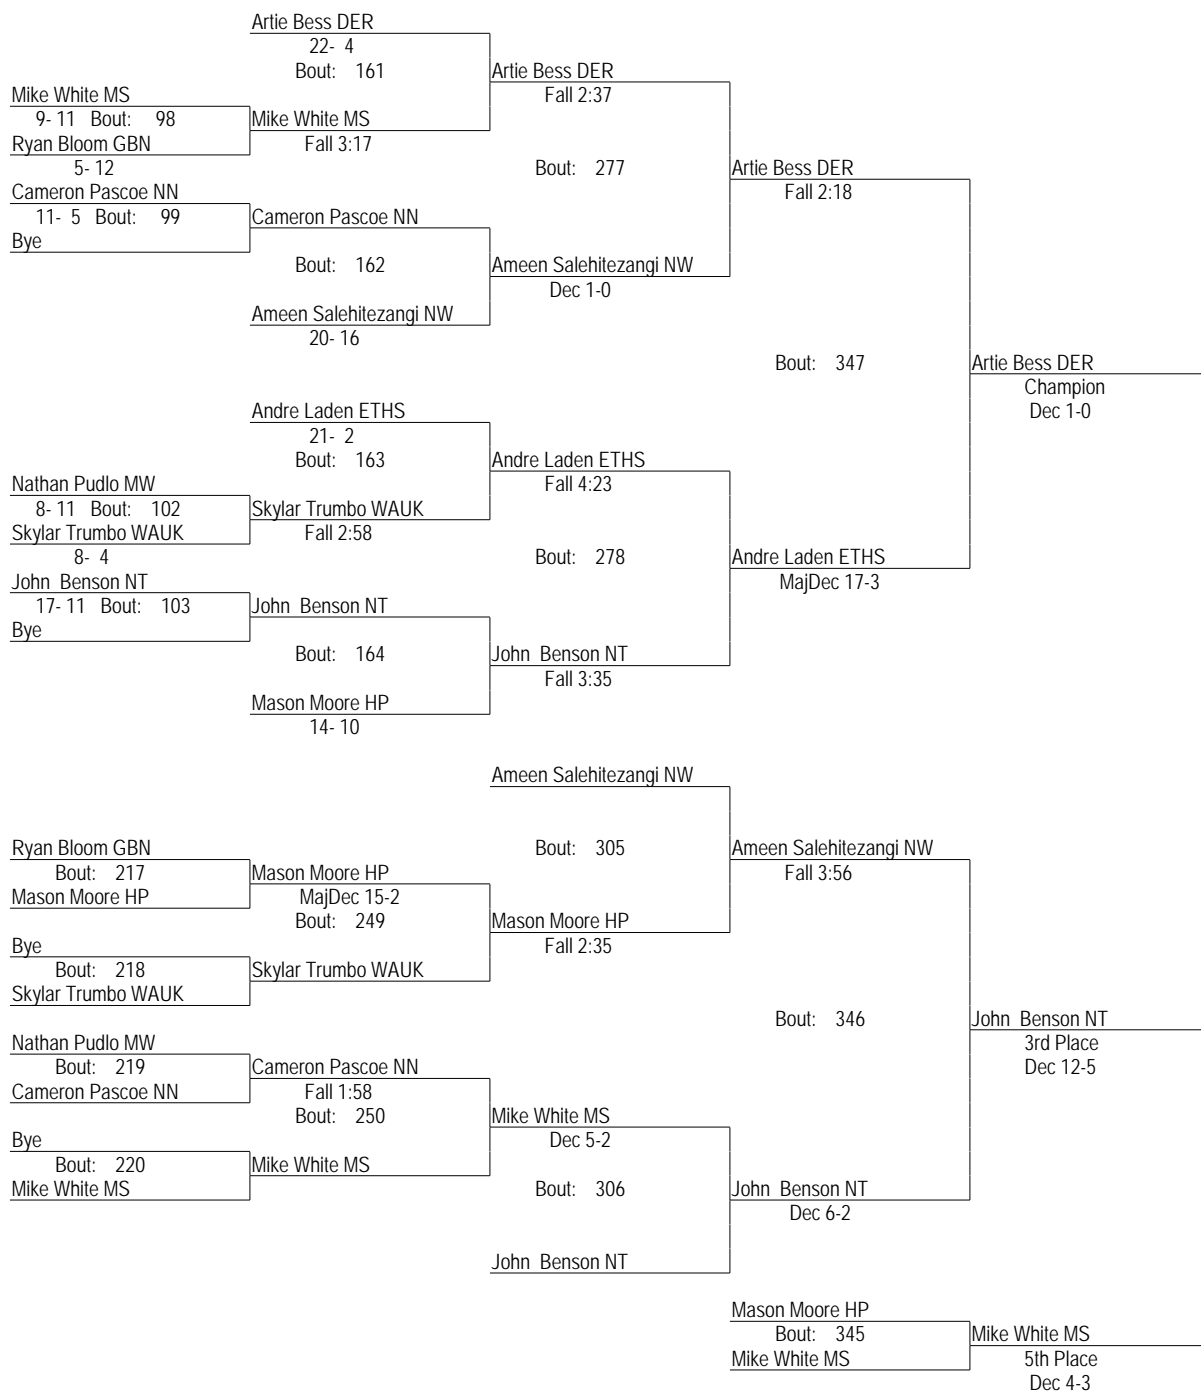 Artie Bess DER
22- 4
Bout: 161
Artie Bess DER
Fall 2:37
Mike White MS
9- 11 Bout: 98
Mike White MS
Fall 3:17
Ryan Bloom GBN
5- 12
Bout: 277
Artie Bess DER
Fall 2:18
Cameron Pascoe NN
11- 5 Bout: 99
Cameron Pascoe NN
Bye
Bout: 162
Ameen Salehitezangi NW
Dec 1-0
Ameen Salehitezangi NW
20- 16
Bout: 347
Artie Bess DER
Champion
Dec 1-0
Andre Laden ETHS
21- 2
Bout: 163
Andre Laden ETHS
Fall 4:23
Nathan Pudlo MW
8- 11 Bout: 102
Skylar Trumbo WAUK
Fall 2:58
Skylar Trumbo WAUK
8- 4
Bout: 278
Andre Laden ETHS
MajDec 17-3
John Benson NT
17- 11 Bout: 103
John Benson NT
Bye
Bout: 164
John Benson NT
Fall 3:35
Mason Moore HP
14- 10
Ameen Salehitezangi NW
Bout: 305
Ameen Salehitezangi NW
Fall 3:56
Ryan Bloom GBN
Bout: 217
Mason Moore HP
Mason Moore HP
MajDec 15-2
Bout: 249
Mason Moore HP
Fall 2:35
Bye
Bout: 218
Skylar Trumbo WAUK
Skylar Trumbo WAUK
Bout: 346
John Benson NT
3rd Place
Dec 12-5
Nathan Pudlo MW
Bout: 219
Cameron Pascoe NN
Cameron Pascoe NN
Fall 1:58
Bout: 250
Mike White MS
Dec 5-2
Bye
Bout: 220
Mike White MS
Mike White MS
Bout: 306
John Benson NT
Dec 6-2
John Benson NT
Mason Moore HP
Bout: 345
Mike White MS
Mike White MS
5th Place
Dec 4-3